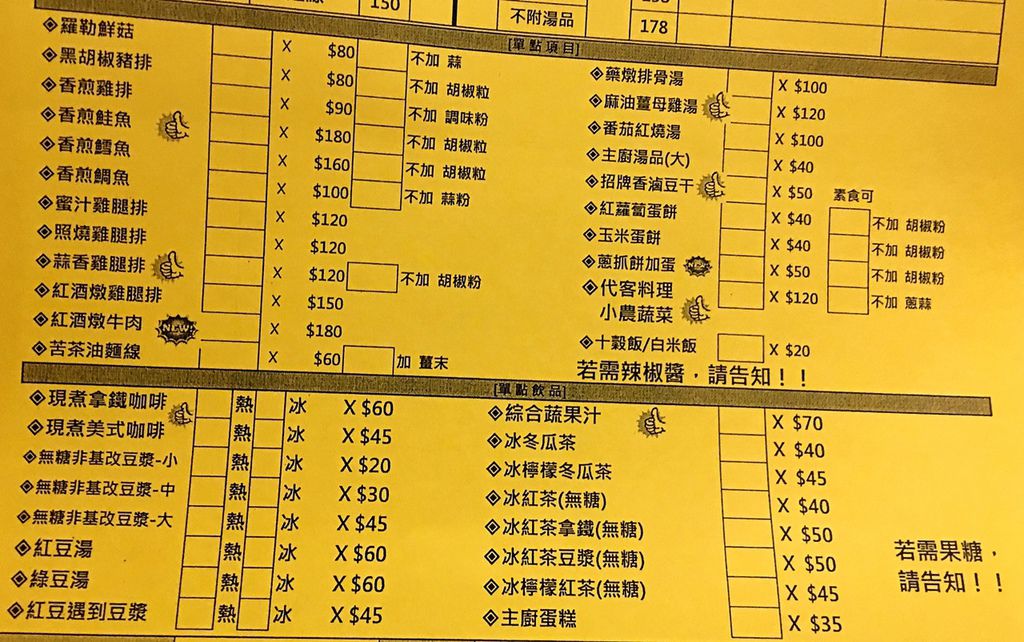 150
不附湯品
178
[單點項目]
◈羅勒鮮菇 X $80 不加 蒜
◈黑胡椒豬排 X $80 不加 胡椒粒
◈香煎雞排 X $90 不加 調味粉
◈香煎鮭魚 X $180 不加 胡椒粒
◈香煎鱈魚 X $160 不加 胡椒粒
◈香煎鯛魚 X $100 不加 蒜粉
◈蜜汁雞腿排 X $120
◈照燒雞腿排 X $120
◈蒜香雞腿排 X $120 不加 胡椒粉
◈紅酒燉雞腿排 X $150
◈紅酒燉牛肉 NEW X $180
◈苦茶油麵線 X $60 加 薑末
◈藥燉排骨湯 X $100
◈麻油薑母雞湯 X $120
◈番茄紅燒湯 X $100
◈主廚湯品(大) X $40
◈招牌香滷豆干 X $50 素食可
◈紅蘿蔔蛋餅 X $40 不加 胡椒粉
◈玉米蛋餅 X $40 不加 胡椒粉
◈蔥抓餅加蛋 NEW X $50 不加 胡椒粉
◈代客料理 X $120 不加 蔥蒜
小農蔬菜
◈十穀飯/白米飯 X $20
若需辣椒醬，請告知！！
[單點飲品]
◈現煮拿鐵咖啡 熱 冰 X $60
◈現煮美式咖啡 熱 冰 X $45
◈無糖非基改豆漿-小 熱 冰 X $20
◈無糖非基改豆漿-中 熱 冰 X $30
◈無糖非基改豆漿-大 熱 冰 X $45
◈紅豆湯 熱 冰 X $60
◈綠豆湯 熱 冰 X $60
◈紅豆遇到豆漿 熱 冰 X $45
◈綜合蔬果汁 X $70
◈冰冬瓜茶 X $40
◈冰檸檬冬瓜茶 X $45
◈冰紅茶(無糖) X $40
◈冰紅茶拿鐵(無糖) X $50
◈冰紅茶豆漿(無糖) X $50
◈冰檸檬紅茶(無糖) X $45
◈主廚蛋糕 X $35
若需果糖，
請告知！！